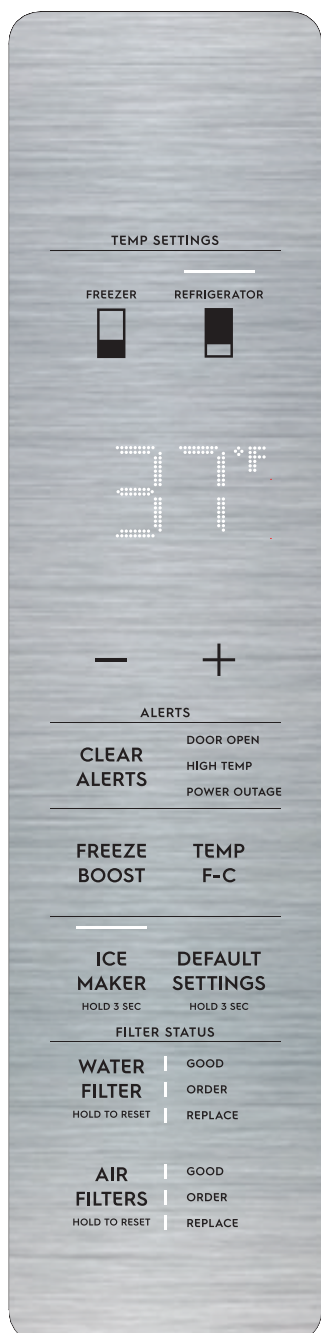 TEMP SETTINGS
FREEZER REFRIGERATOR
37°F
− +
ALERTS
CLEAR ALERTS
DOOR OPEN
HIGH TEMP
POWER OUTAGE
FREEZE BOOST
TEMP F-C
ICE MAKER
HOLD 3 SEC
DEFAULT SETTINGS
HOLD 3 SEC
FILTER STATUS
WATER FILTER
HOLD TO RESET
GOOD
ORDER
REPLACE
AIR FILTERS
HOLD TO RESET
GOOD
ORDER
REPLACE